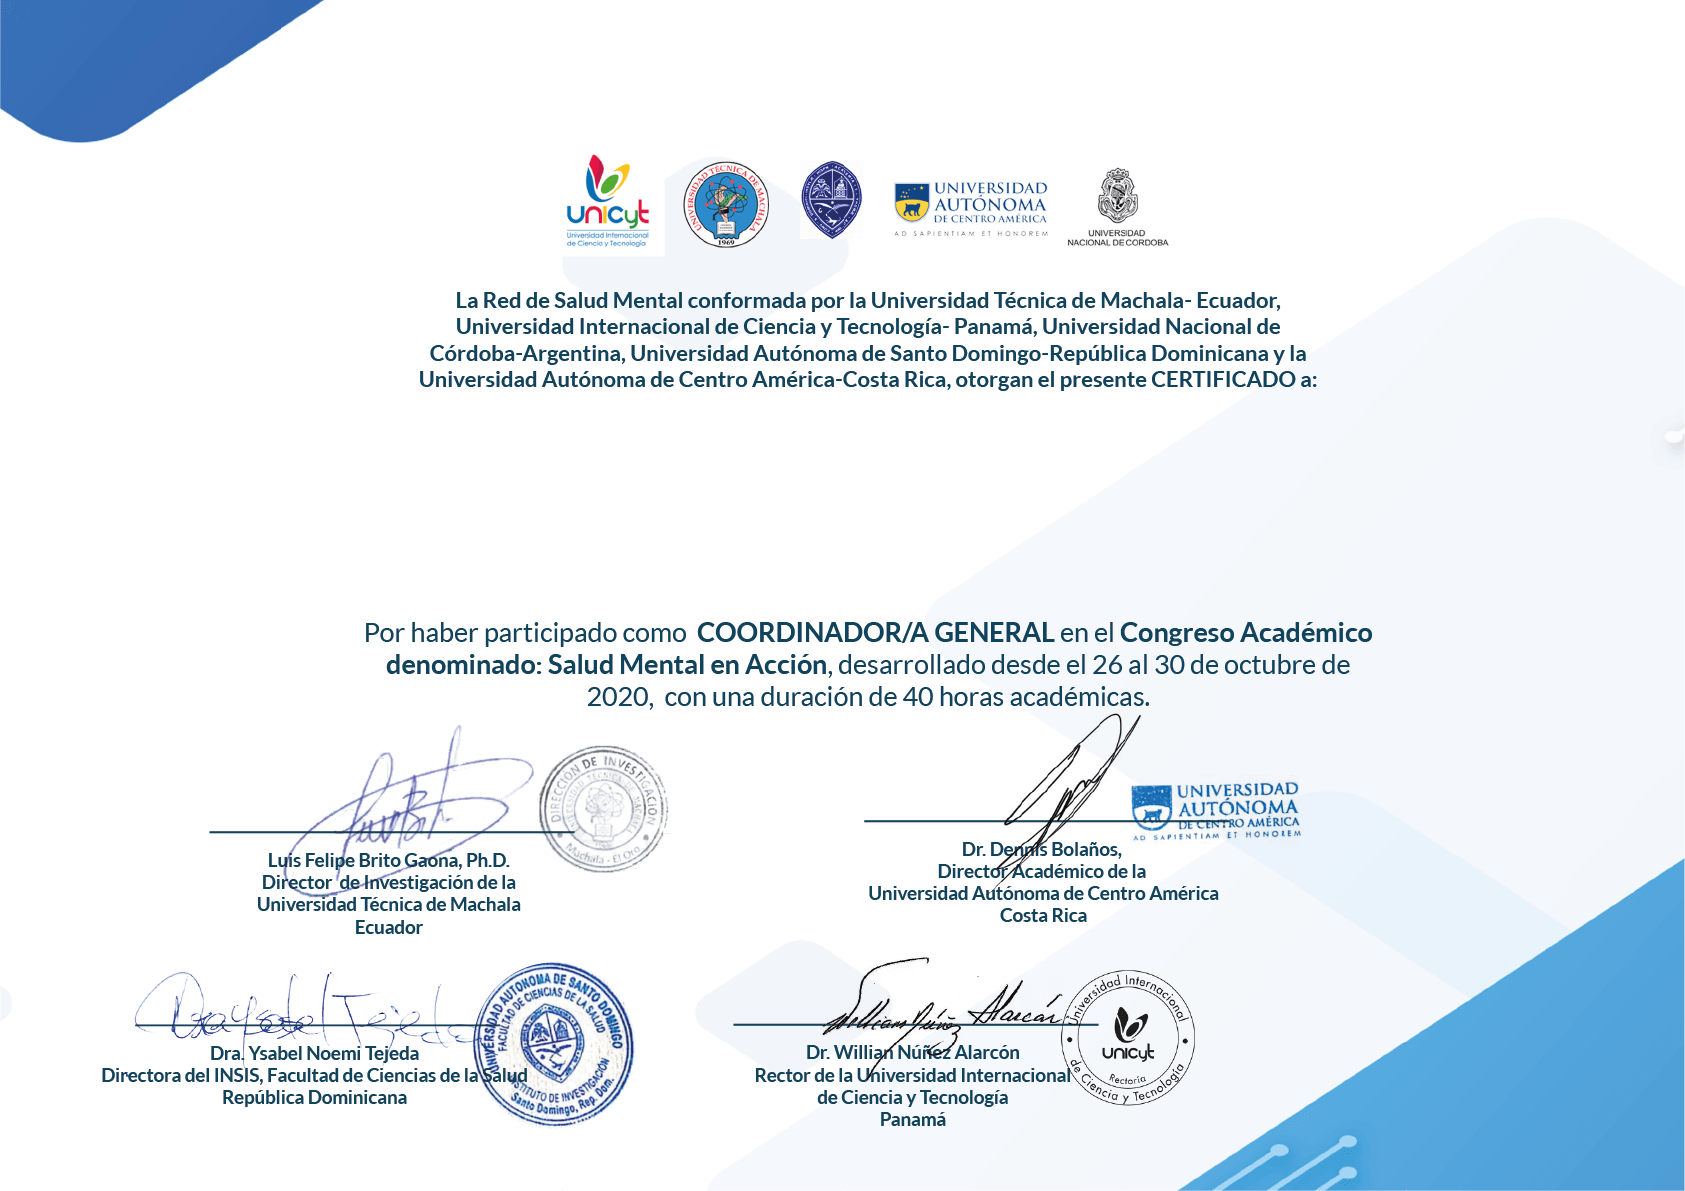 unicyt
Universidad Internacional
de Ciencia y Tecnología
UNIVERSIDAD TÉCNICA DE MACHALA
1969
UNIVERSIDAD
AUTÓNOMA
DE CENTRO AMÉRICA
AD SAPIENTIAM ET HONOREM
UNIVERSIDAD
NACIONAL DE CORDOBA
La Red de Salud Mental conformada por la Universidad Técnica de Machala- Ecuador,
Universidad Internacional de Ciencia y Tecnología- Panamá, Universidad Nacional de
Córdoba-Argentina, Universidad Autónoma de Santo Domingo-República Dominicana y la
Universidad Autónoma de Centro América-Costa Rica, otorgan el presente CERTIFICADO a:
Por haber participado como COORDINADOR/A GENERAL en el Congreso Académico
denominado: Salud Mental en Acción, desarrollado desde el 26 al 30 de octubre de
2020, con una duración de 40 horas académicas.
DIRECCIÓN DE INVESTIGACIÓN
UNIVERSIDAD TÉCNICA DE MACHALA
Machala - El Oro
Luis Felipe Brito Gaona, Ph.D.
Director de Investigación de la
Universidad Técnica de Machala
Ecuador
UNIVERSIDAD
AUTÓNOMA
DE CENTRO AMÉRICA
AD SAPIENTIAM ET HONOREM
Dr. Dennis Bolaños,
Director Académico de la
Universidad Autónoma de Centro América
Costa Rica
Dra Ysabel Tejeda
UNIVERSIDAD AUTONOMA DE SANTO DOMINGO
FACULTAD DE CIENCIAS DE LA SALUD
INSTITUTO DE INVESTIGACIÓN
Santo Domingo, Rep. Dom.
Dra. Ysabel Noemi Tejeda
Directora del INSIS, Facultad de Ciencias de la Salud
República Dominicana
William Núñez Alarcón
Universidad Internacional
de Ciencia y Tecnología
unicyt
Rectoría
Dr. Willian Núñez Alarcón
Rector de la Universidad Internacional
de Ciencia y Tecnología
Panamá